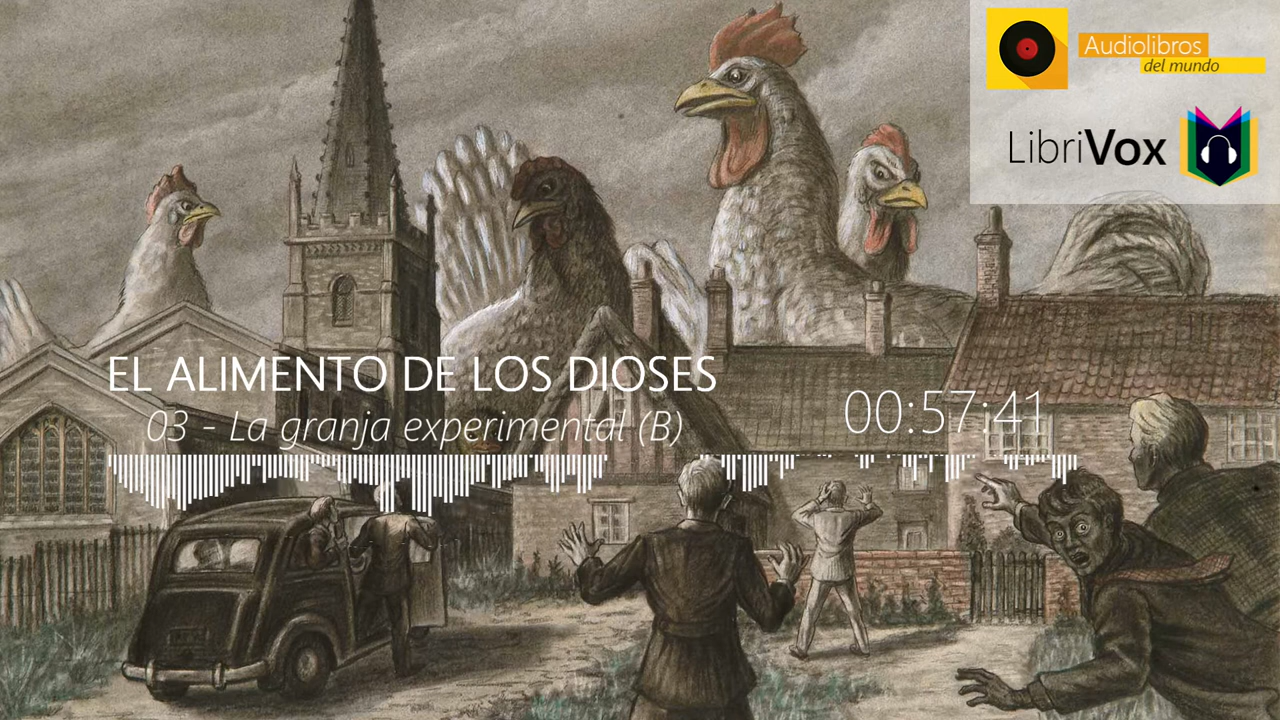 Audiolibros
del mundo
LibriVox
EL ALIMENTO DE LOS DIOSES
03 - La granja experimental (B)
00:57:41